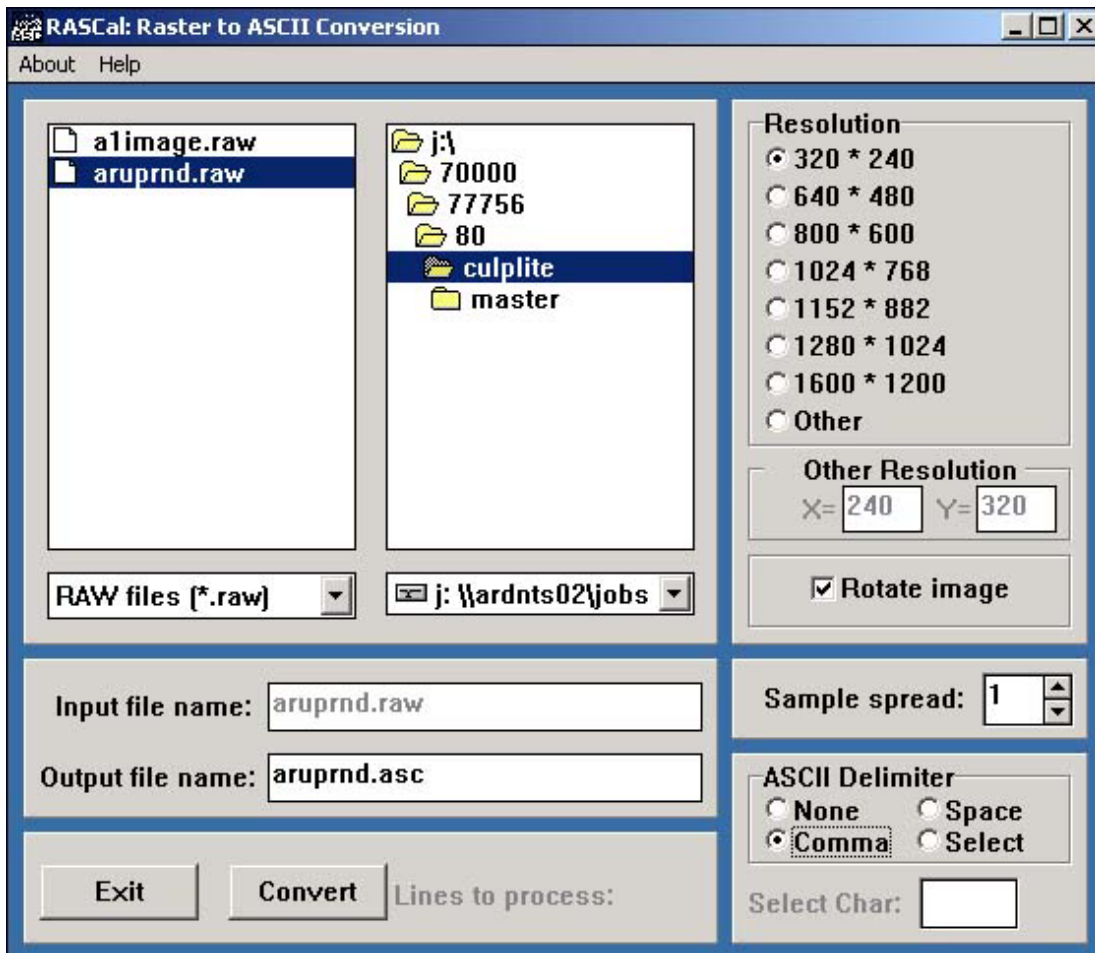 RASCal: Raster to ASCII Conversion
About Help
a1image.raw
aruprnd.raw
RAW files (*.raw)
j:\
70000
77756
80
culplite
master
j: \\ardnts02\jobs
Resolution
320 * 240
640 * 480
800 * 600
1024 * 768
1152 * 882
1280 * 1024
1600 * 1200
Other
Other Resolution
X= 240 Y= 320
Rotate image
Input file name: aruprnd.raw
Output file name: aruprnd.asc
Sample spread: 1
ASCII Delimiter
None Space
Comma Select
Select Char:
Exit Convert Lines to process: